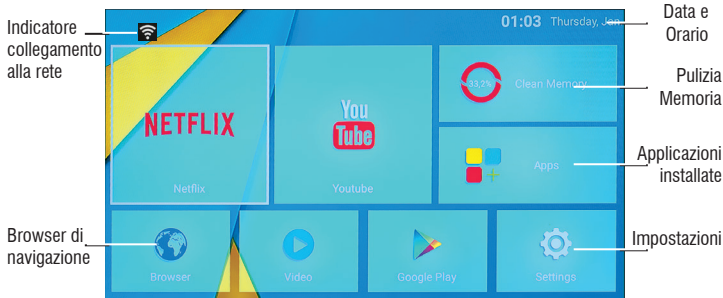 Indicatore
collegamento
alla rete
01:03 Thursday, Jan
Data e
Orario
NETFLIX
Netflix
You
Tube
Youtube
33,2%
Clean Memory
Pulizia
Memoria
Apps
Applicazioni
installate
Browser di
navigazione
Browser
Video
Google Play
Settings
Impostazioni